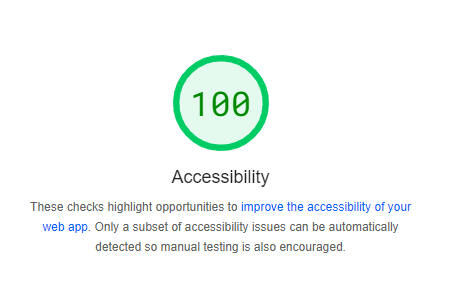 100
Accessibility
These checks highlight opportunities to improve the accessibility of your
web app. Only a subset of accessibility issues can be automatically
detected so manual testing is also encouraged.